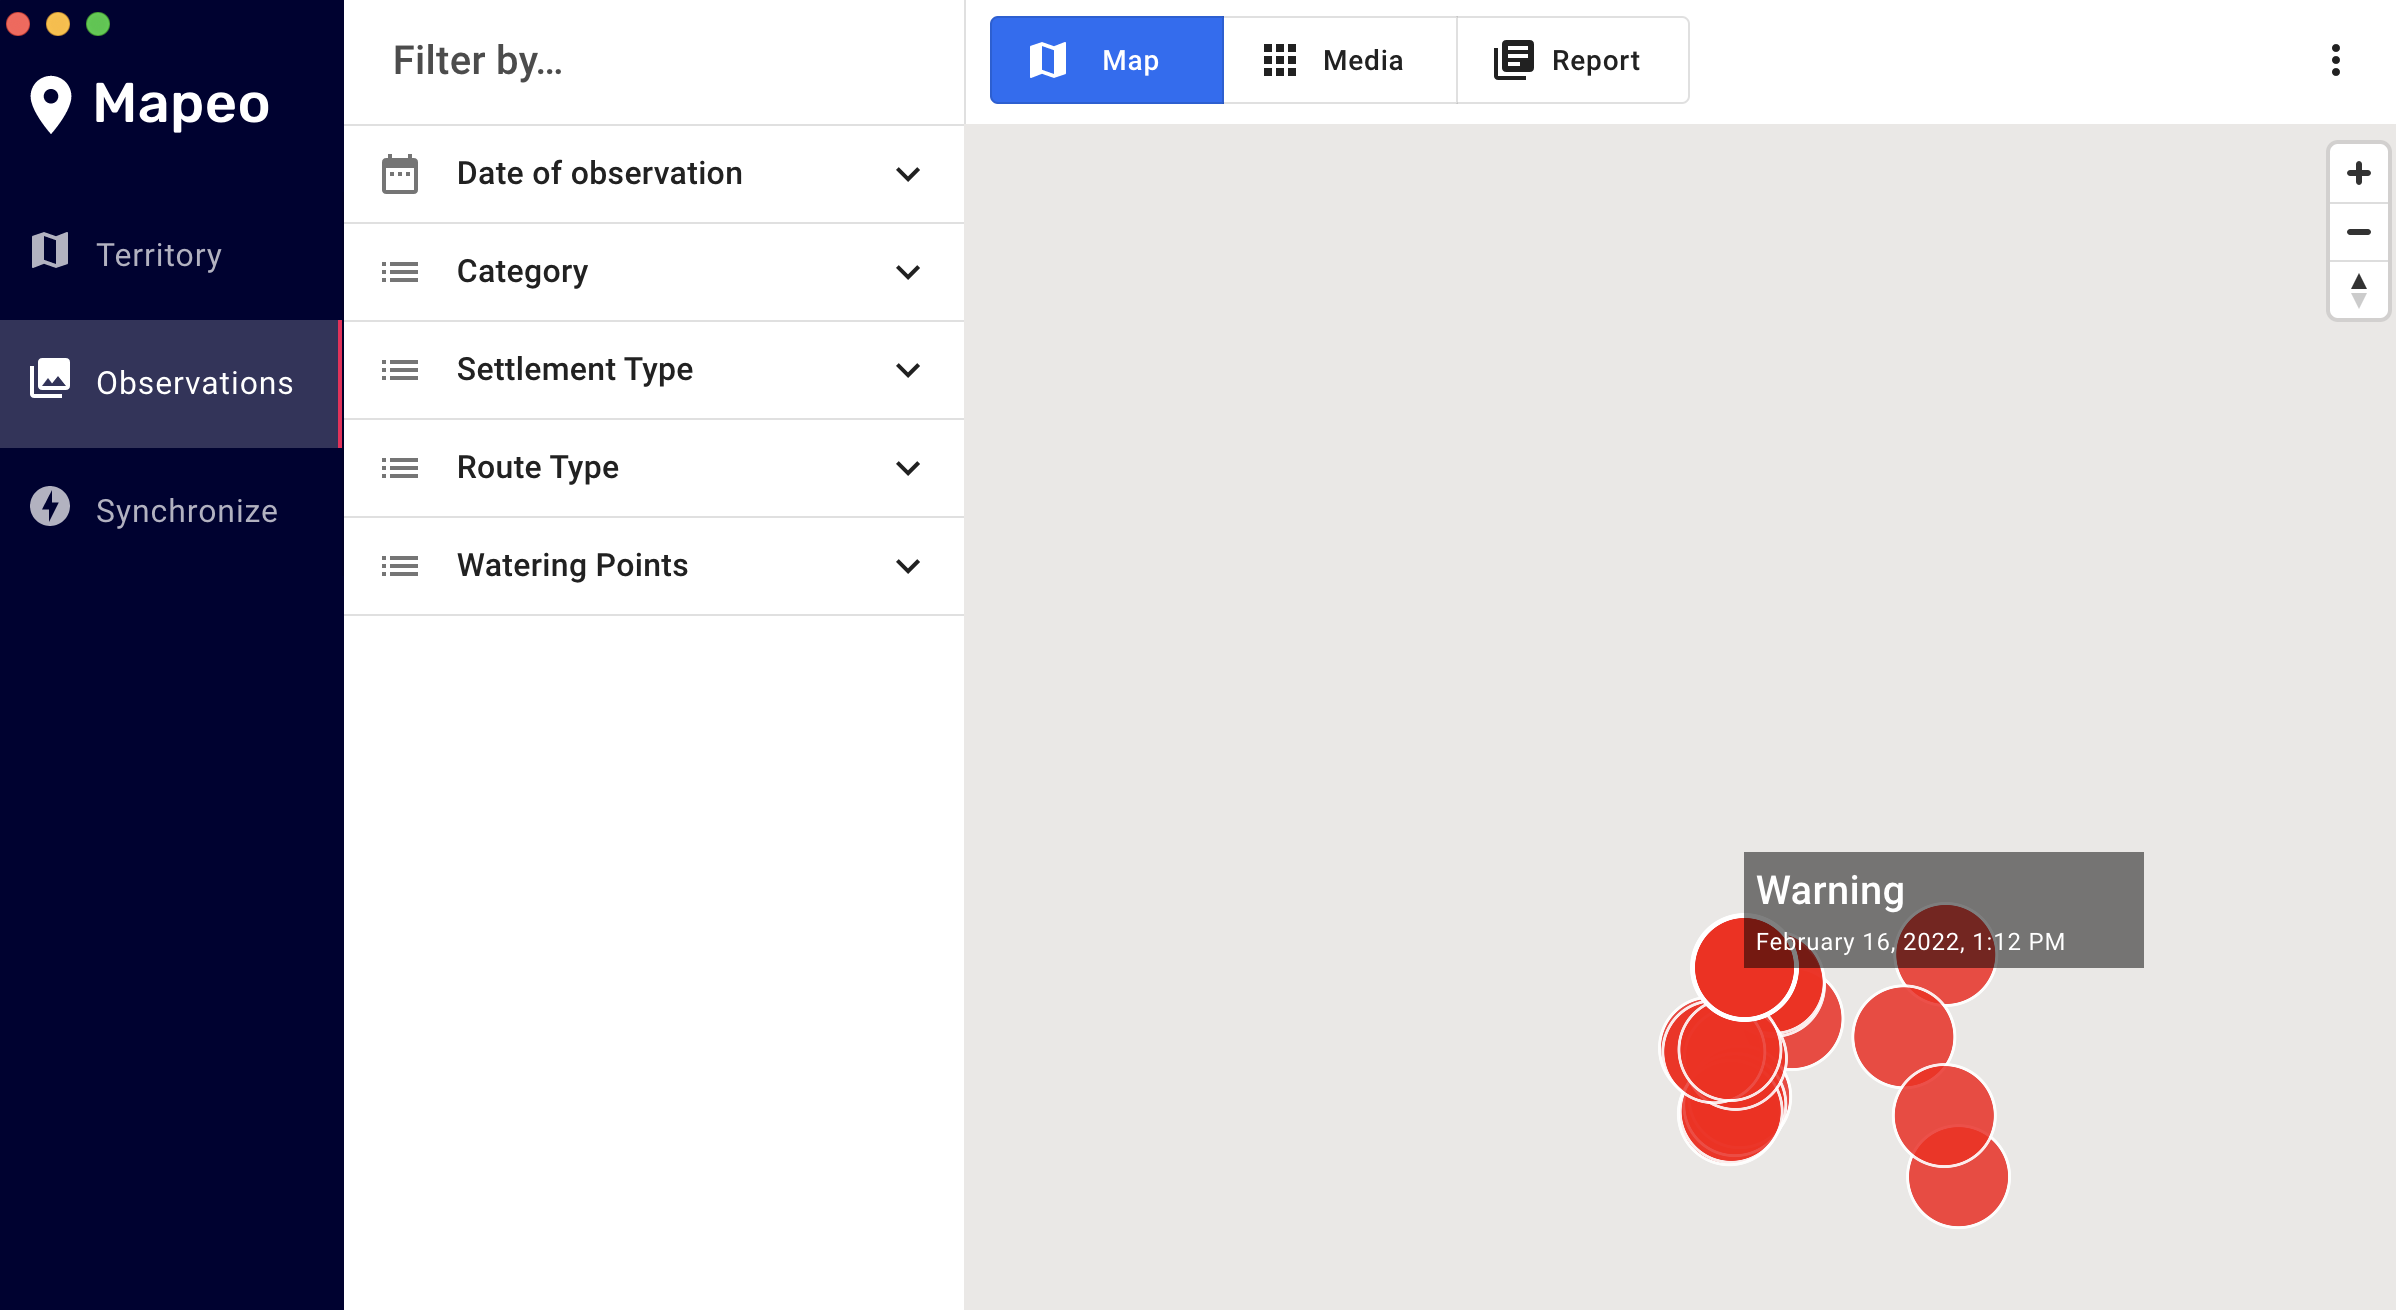 Mapeo
Territory
Observations
Synchronize
Filter by...
Date of observation
Category
Settlement Type
Route Type
Watering Points
Map
Media
Report
Warning
February 16, 2022, 1:12 PM